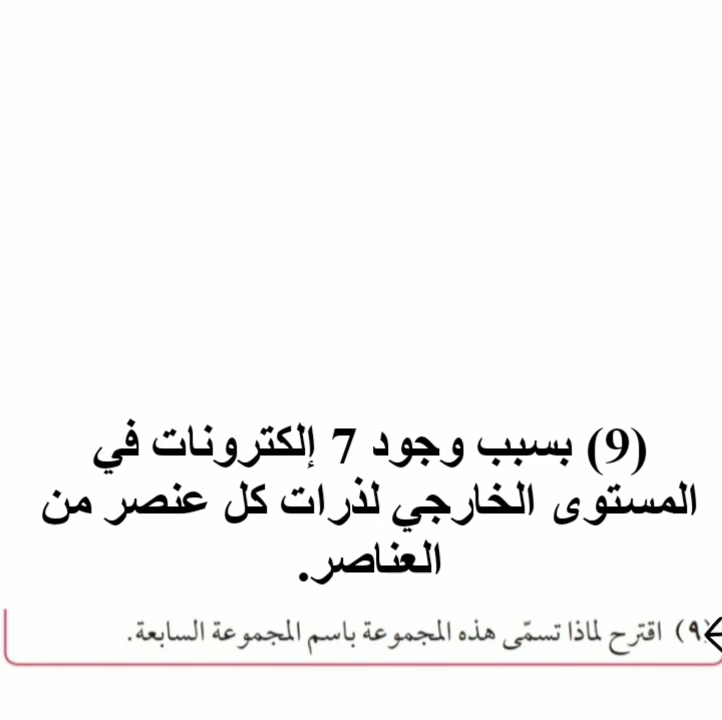 (9) بسبب وجود 7 إلكترونات في
المستوى الخارجي لذرات كل عنصر من
العناصر.
(٩) اقترح لماذا تسمّى هذه المجموعة باسم المجموعة السابعة.